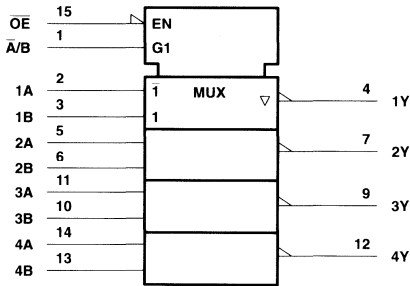 O̅E̅ 15 EN
A̅/B 1 G1
1A 2 1̅ MUX ▽ 4 1Y
1B 3 1
2A 5 7 2Y
2B 6
3A 11 9 3Y
3B 10
4A 14 12 4Y
4B 13